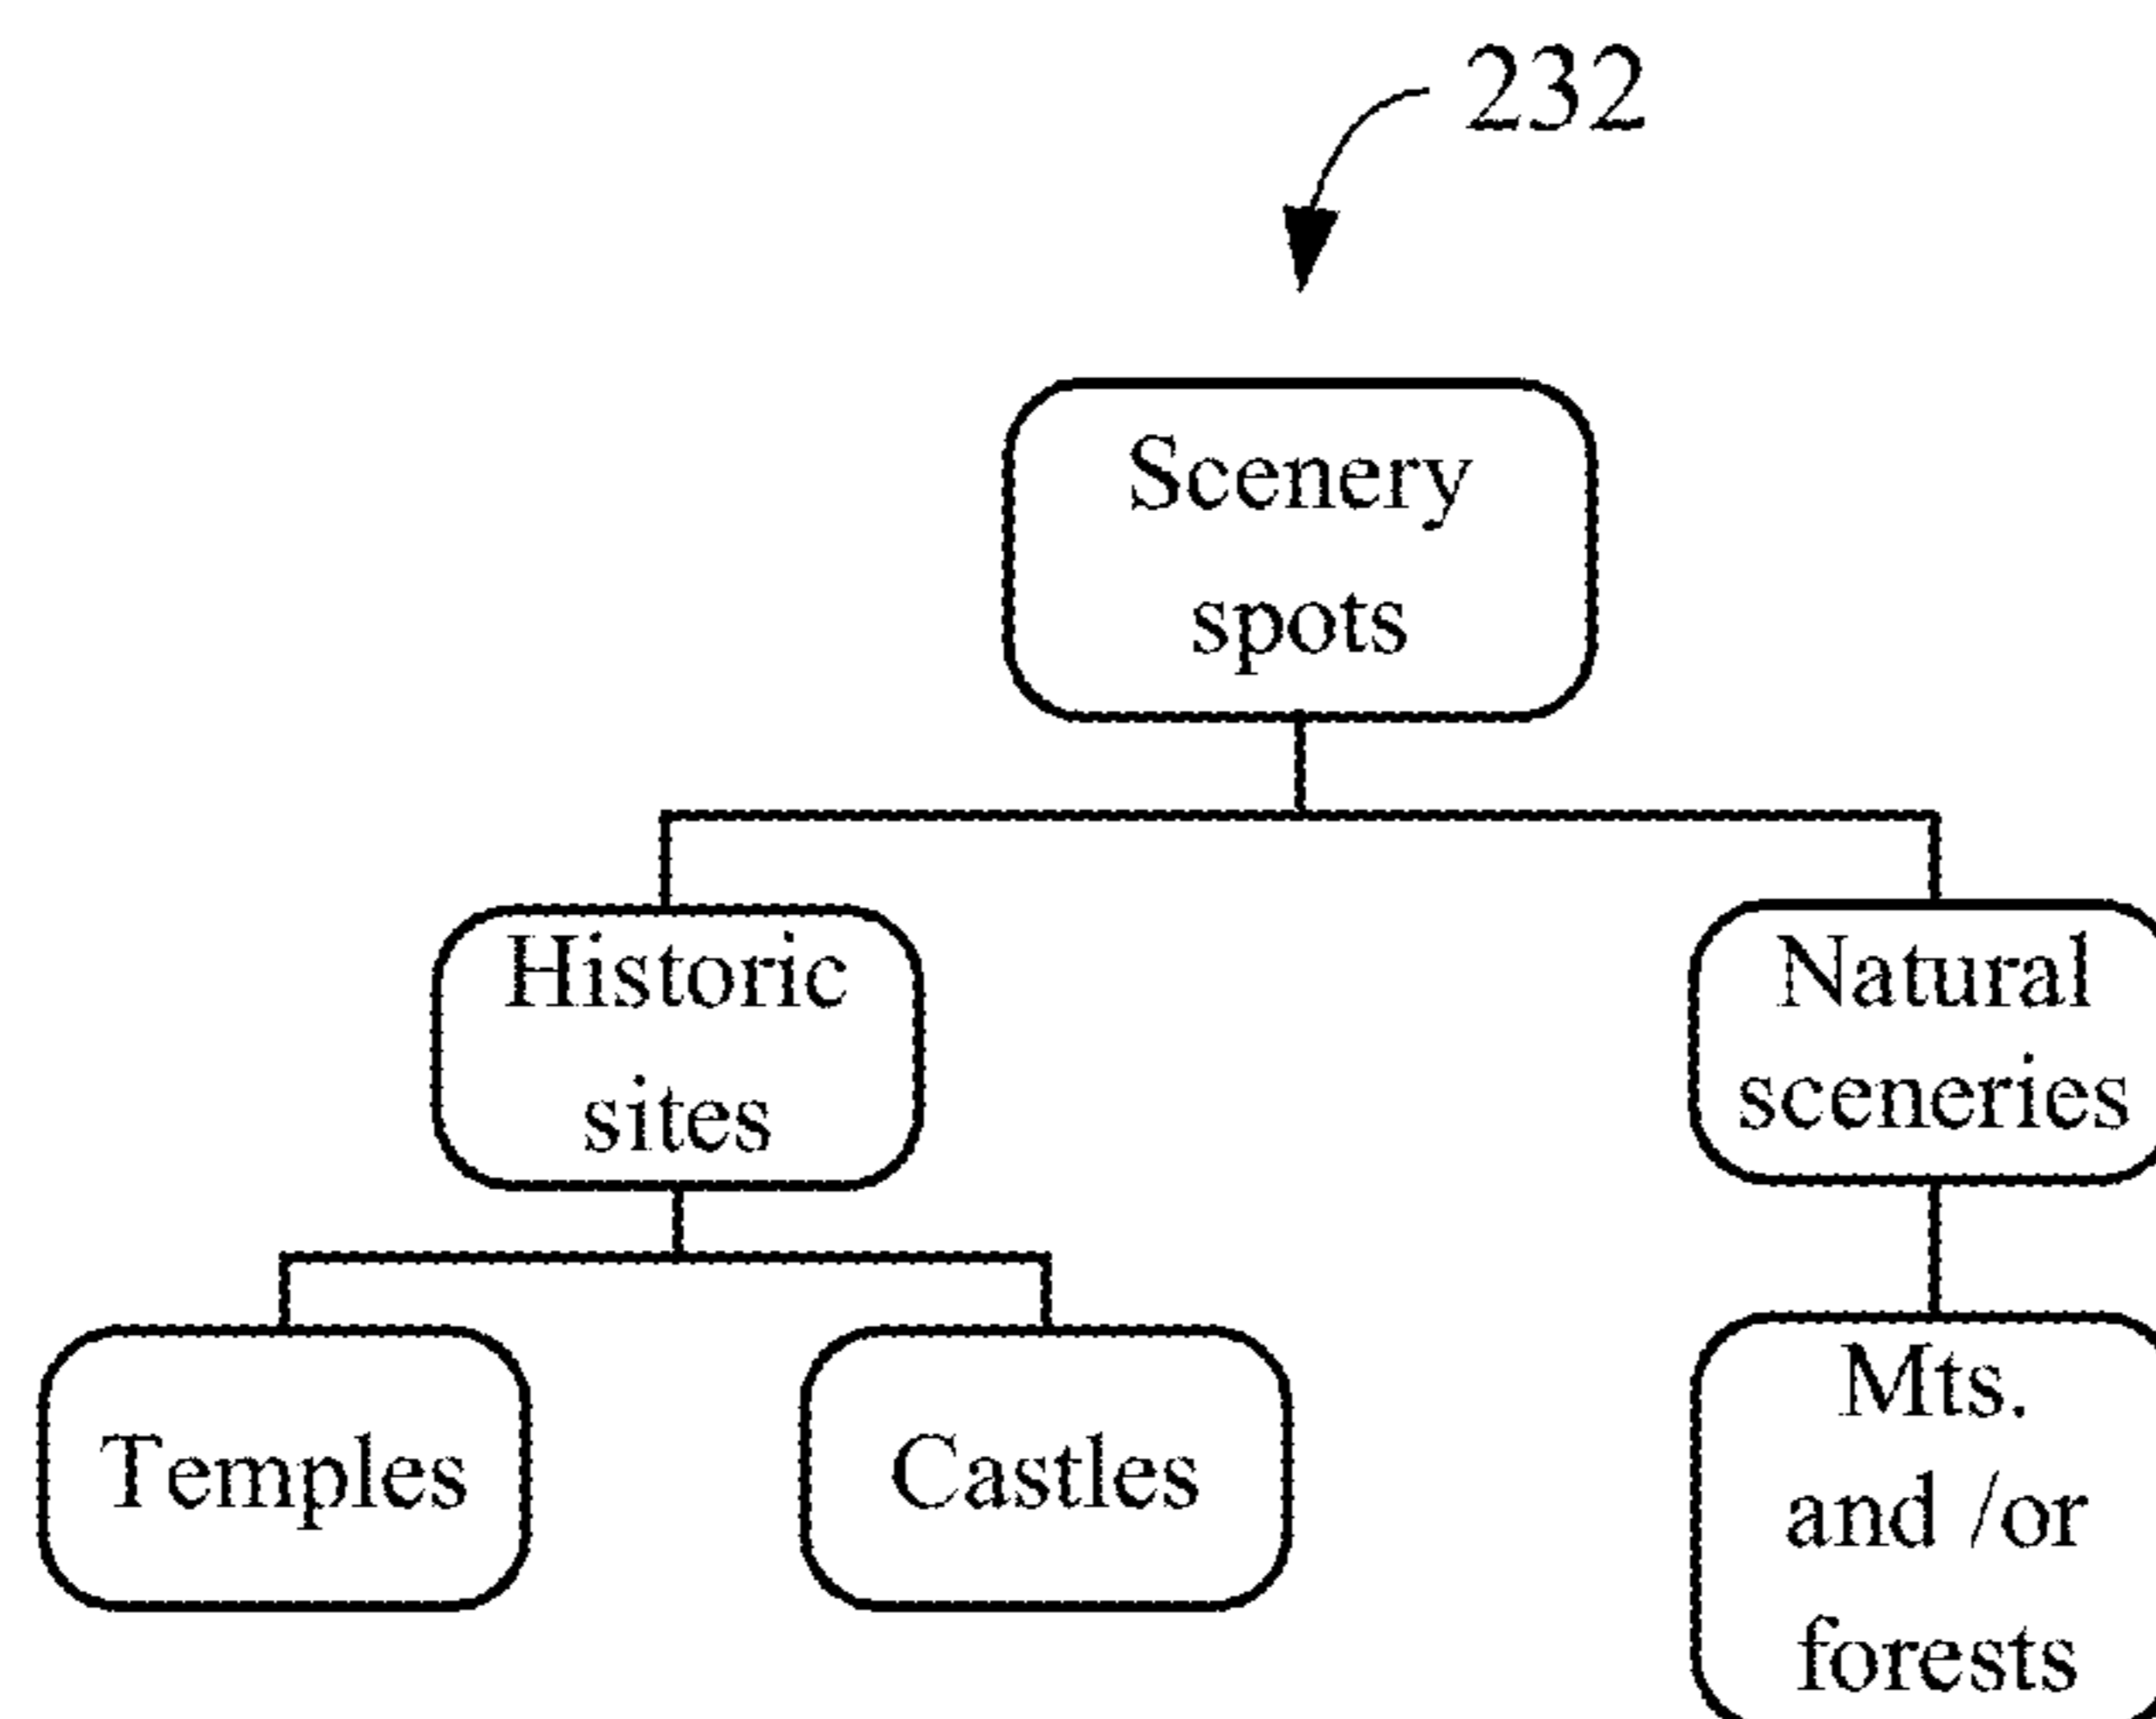 232
Scenery
spots
Historic
sites
Natural
sceneries
Temples
Castles
Mts.
and /or
forests